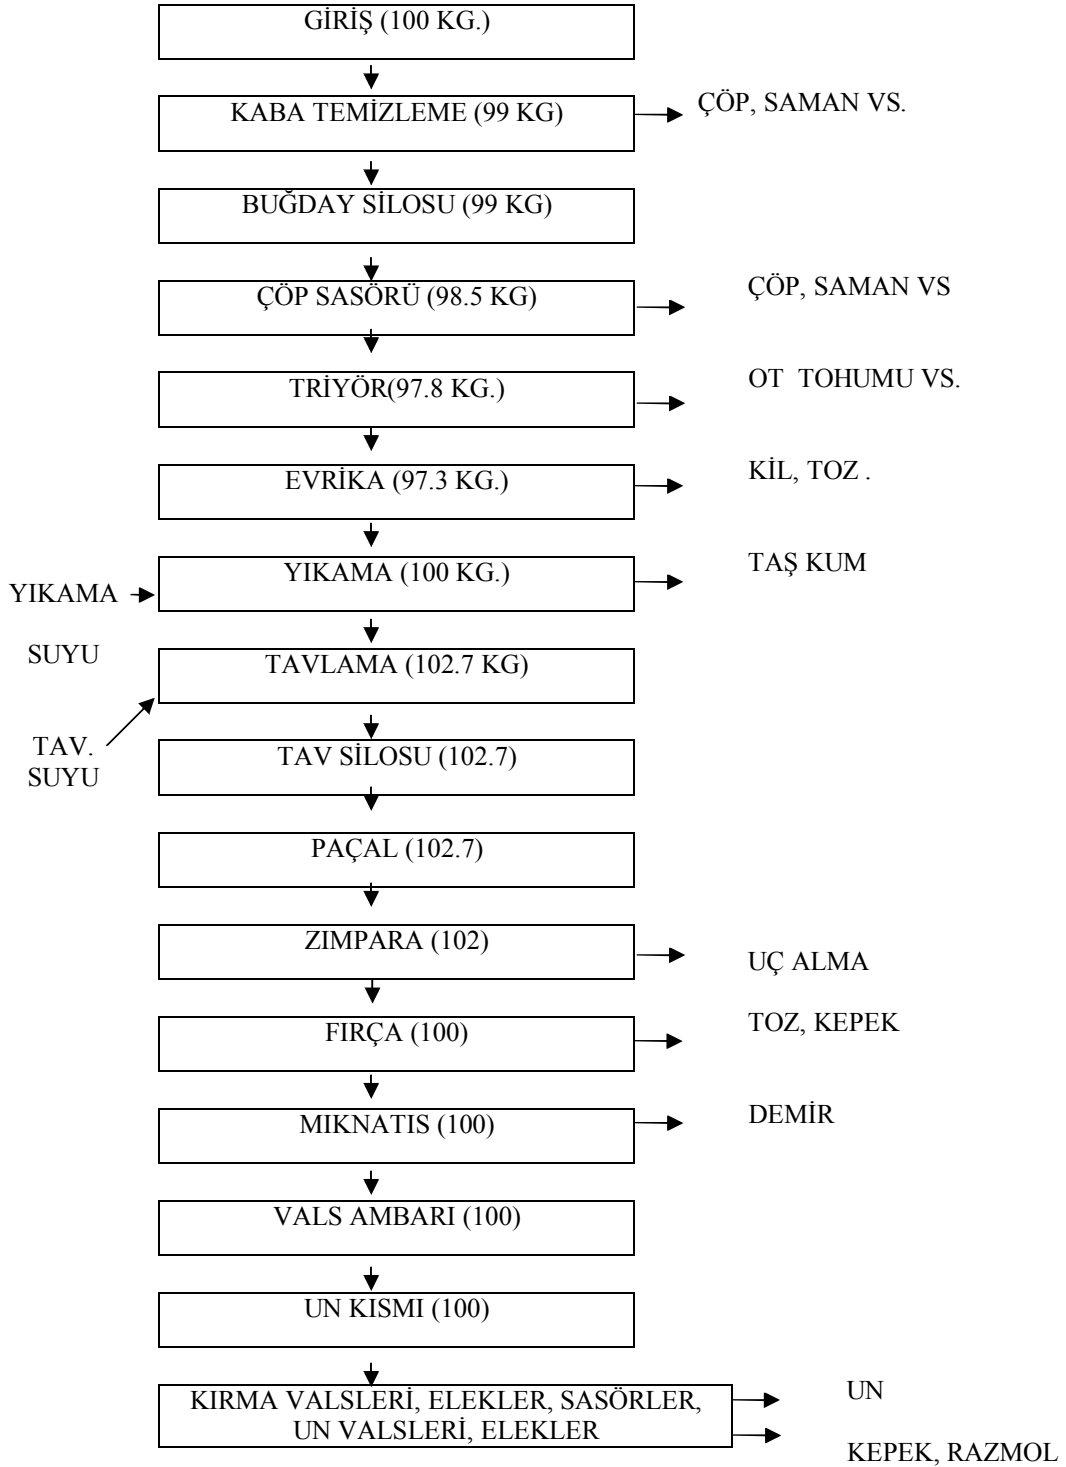 GİRİŞ (100 KG.)
KABA TEMİZLEME (99 KG)
ÇÖP, SAMAN VS.
BUĞDAY SİLOSU (99 KG)
ÇÖP SASÖRÜ (98.5 KG)
ÇÖP, SAMAN VS
TRİYÖR(97.8 KG.)
OT TOHUMU VS.
EVRİKA (97.3 KG.)
KİL, TOZ .
YIKAMA (100 KG.)
TAŞ KUM
YIKAMA
SUYU
TAVLAMA (102.7 KG)
TAV.
SUYU
TAV SİLOSU (102.7)
PAÇAL (102.7)
ZIMPARA (102)
UÇ ALMA
FIRÇA (100)
TOZ, KEPEK
MIKNATIS (100)
DEMİR
VALS AMBARI (100)
UN KISMI (100)
KIRMA VALSLERİ, ELEKLER, SASÖRLER,
UN VALSLERİ, ELEKLER
UN
KEPEK, RAZMOL